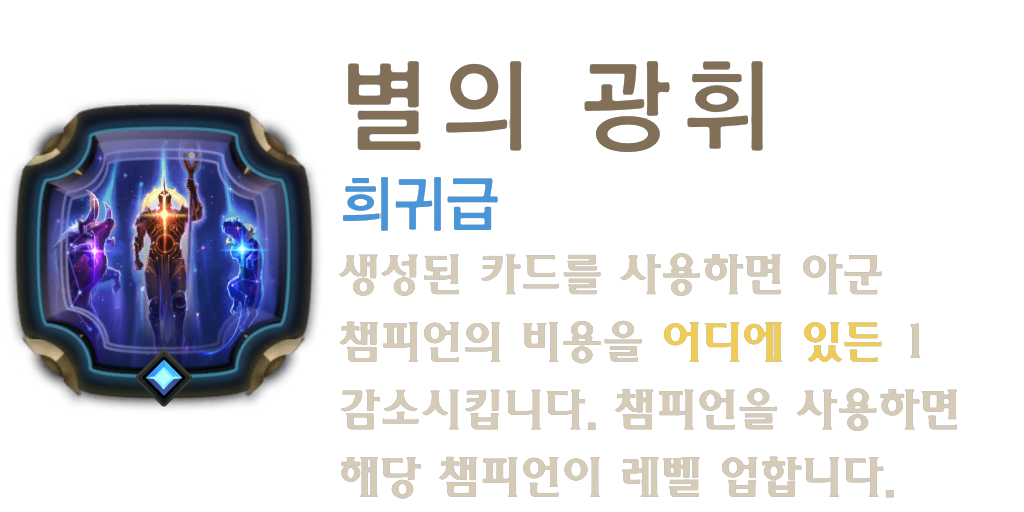 별의 광휘
희귀급
생성된 카드를 사용하면 아군
챔피언의 비용을 어디에 있든 1
감소시킵니다. 챔피언을 사용하면
해당 챔피언이 레벨 업합니다.